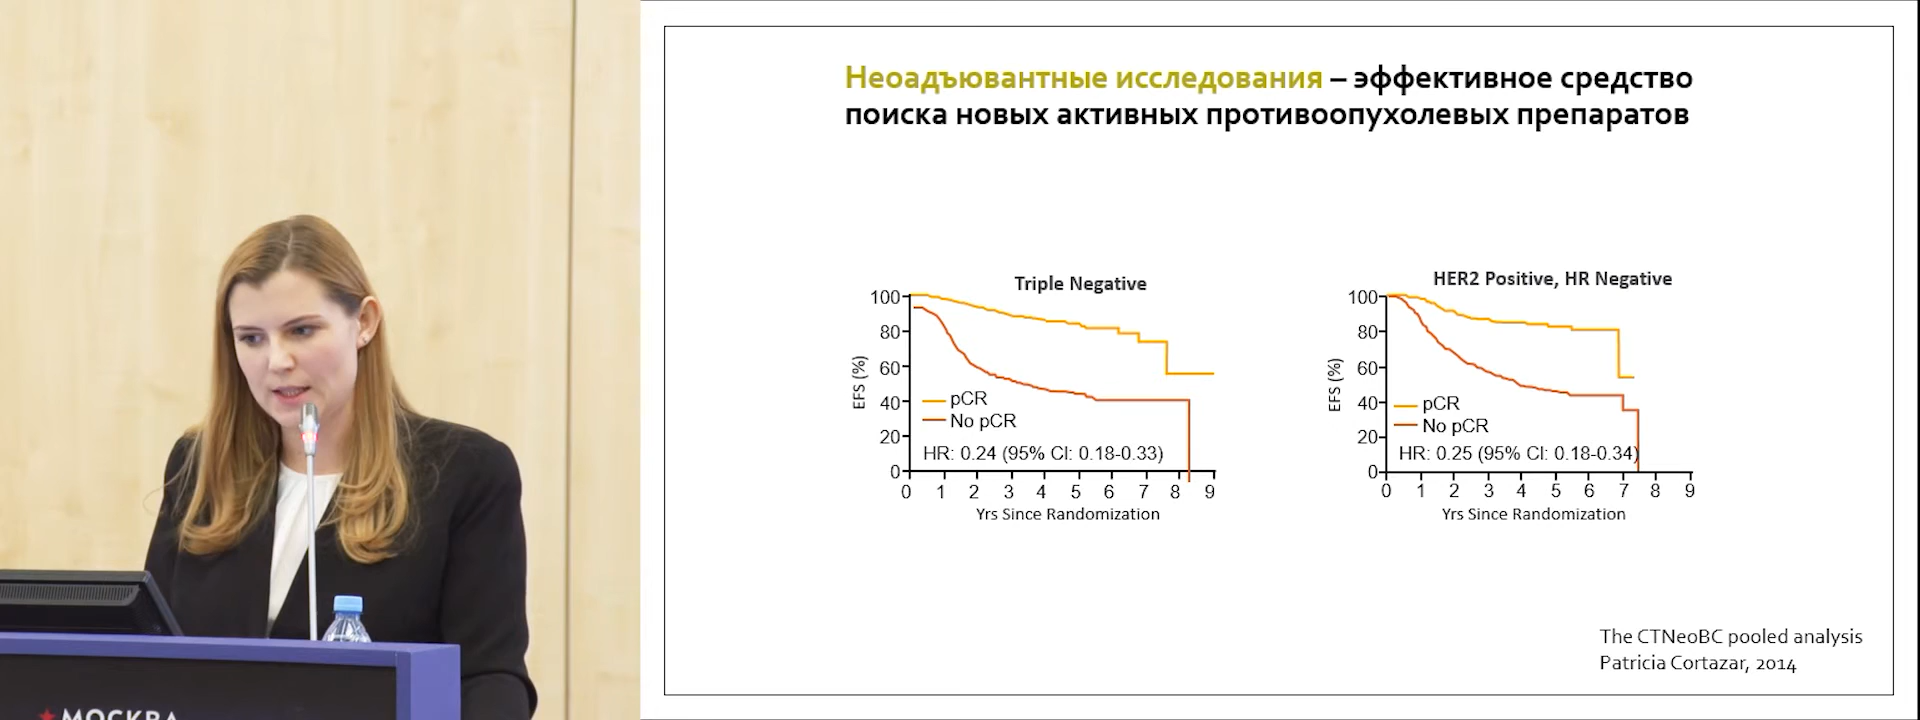 Неоадъювантные исследования – эффективное средство
поиска новых активных противоопухолевых препаратов
Triple Negative
100
80
60
40
20
0
EFS (%)
pCR
No pCR
HR: 0.24 (95% CI: 0.18-0.33)
0 1 2 3 4 5 6 7 8 9
Yrs Since Randomization
HER2 Positive, HR Negative
100
80
60
40
20
0
EFS (%)
pCR
No pCR
HR: 0.25 (95% CI: 0.18-0.34)
0 1 2 3 4 5 6 7 8 9
Yrs Since Randomization
The CTNeoBC pooled analysis
Patricia Cortazar, 2014
МОСКВА